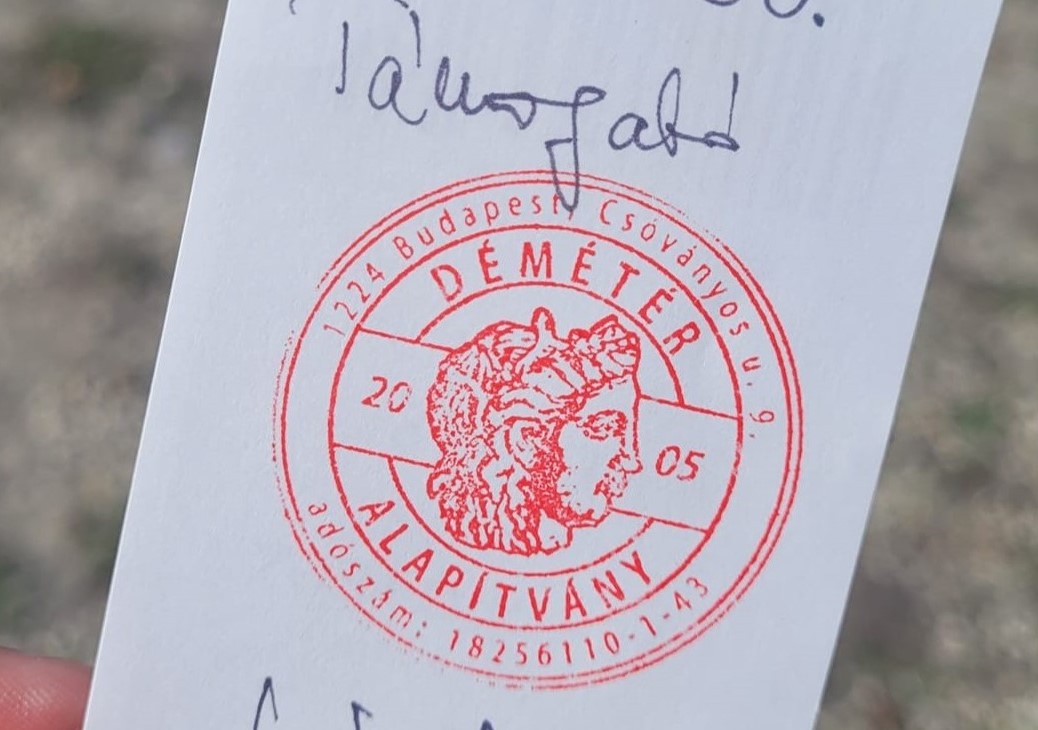 Támogató
1224 Budapest, Csóványos u. 9.
DÉMÉTÉR
20 05
ALAPÍTVÁNY
adószám: 18256110-1-43